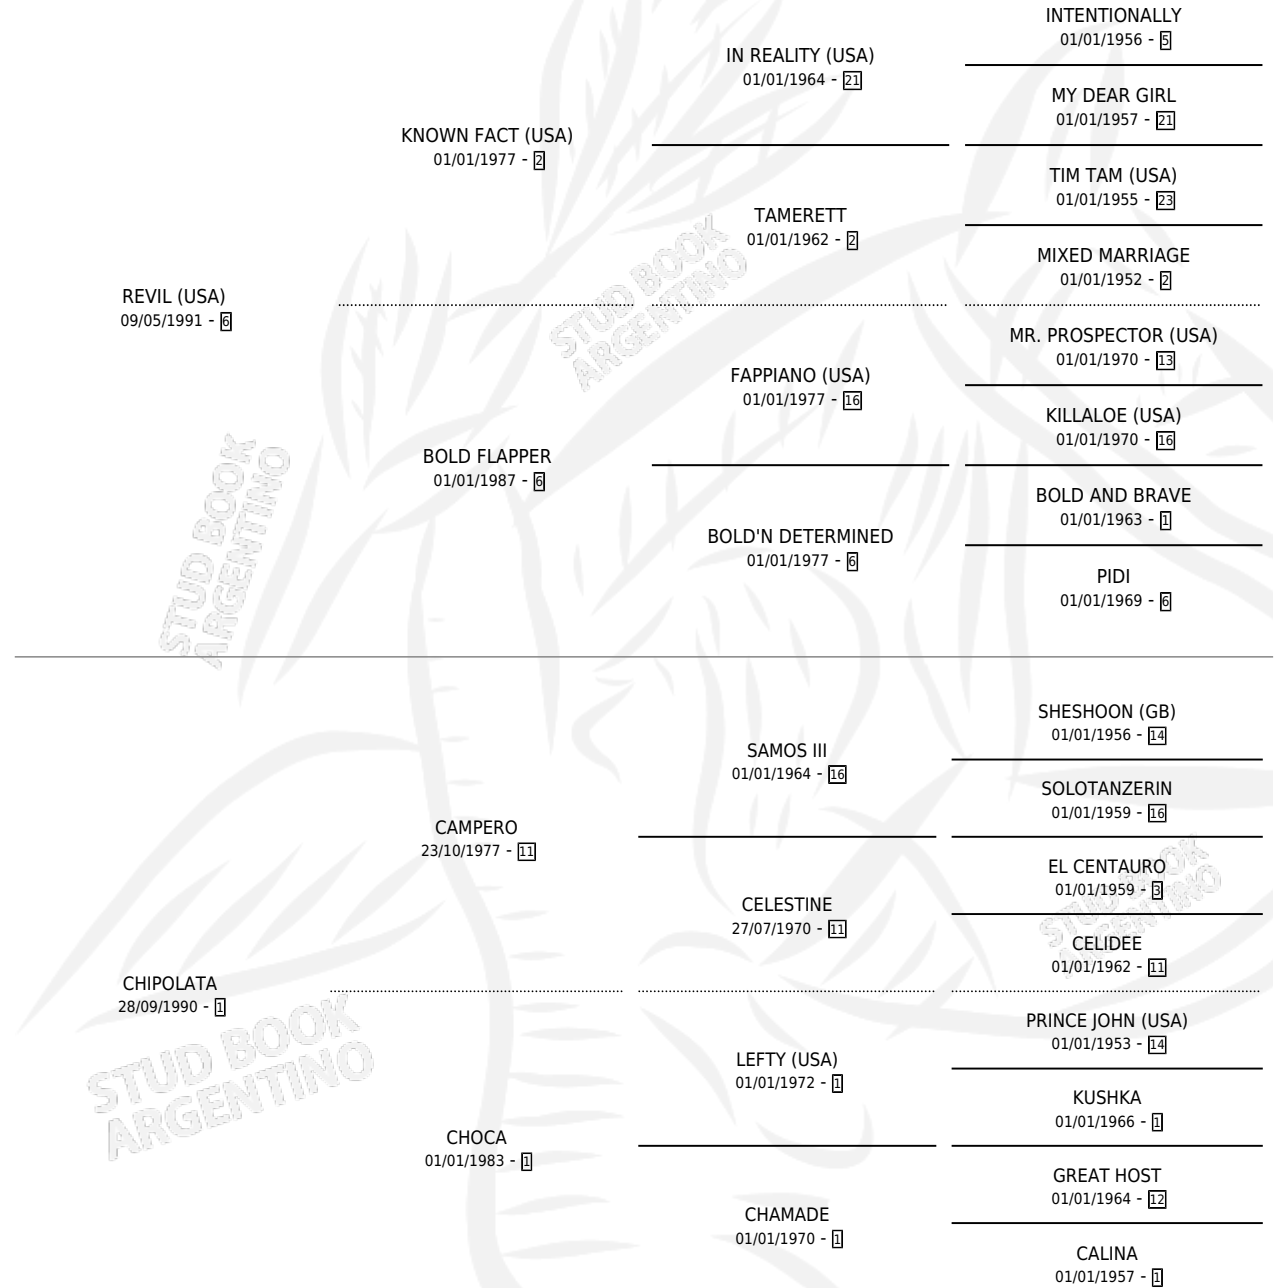 INTENTIONALLY
01/01/1956 - 5
IN REALITY (USA)
01/01/1964 - 21
MY DEAR GIRL
01/01/1957 - 21
KNOWN FACT (USA)
01/01/1977 - 2
TIM TAM (USA)
01/01/1955 - 23
TAMERETT
01/01/1962 - 2
MIXED MARRIAGE
01/01/1952 - 2
REVIL (USA)
09/05/1991 - 6
MR. PROSPECTOR (USA)
01/01/1970 - 13
FAPPIANO (USA)
01/01/1977 - 16
KILLALOE (USA)
01/01/1970 - 16
BOLD FLAPPER
01/01/1987 - 6
BOLD AND BRAVE
01/01/1963 - 1
BOLD'N DETERMINED
01/01/1977 - 6
PIDI
01/01/1969 - 6
STUD BOOK
ARGENTINO
STUD BOOK
ARGENTINO
SHESHOON (GB)
01/01/1956 - 14
SAMOS III
01/01/1964 - 16
SOLOTANZERIN
01/01/1959 - 16
CAMPERO
23/10/1977 - 11
EL CENTAURO
01/01/1959 - 3
CELESTINE
27/07/1970 - 11
CELIDEE
01/01/1962 - 11
STUD BOOK
ARGENTINO
CHIPOLATA
28/09/1990 - 1
PRINCE JOHN (USA)
01/01/1953 - 14
LEFTY (USA)
01/01/1972 - 1
KUSHKA
01/01/1966 - 1
STUD BOOK
ARGENTINO
CHOCA
01/01/1983 - 1
GREAT HOST
01/01/1964 - 12
CHAMADE
01/01/1970 - 1
CALINA
01/01/1957 - 1